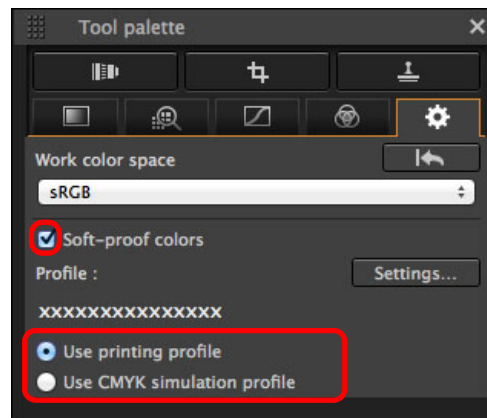 Tool palette
Work color space
sRGB
Soft-proof colors
Profile :
Settings...
xxxxxxxxxxxxxxx
Use printing profile
Use CMYK simulation profile